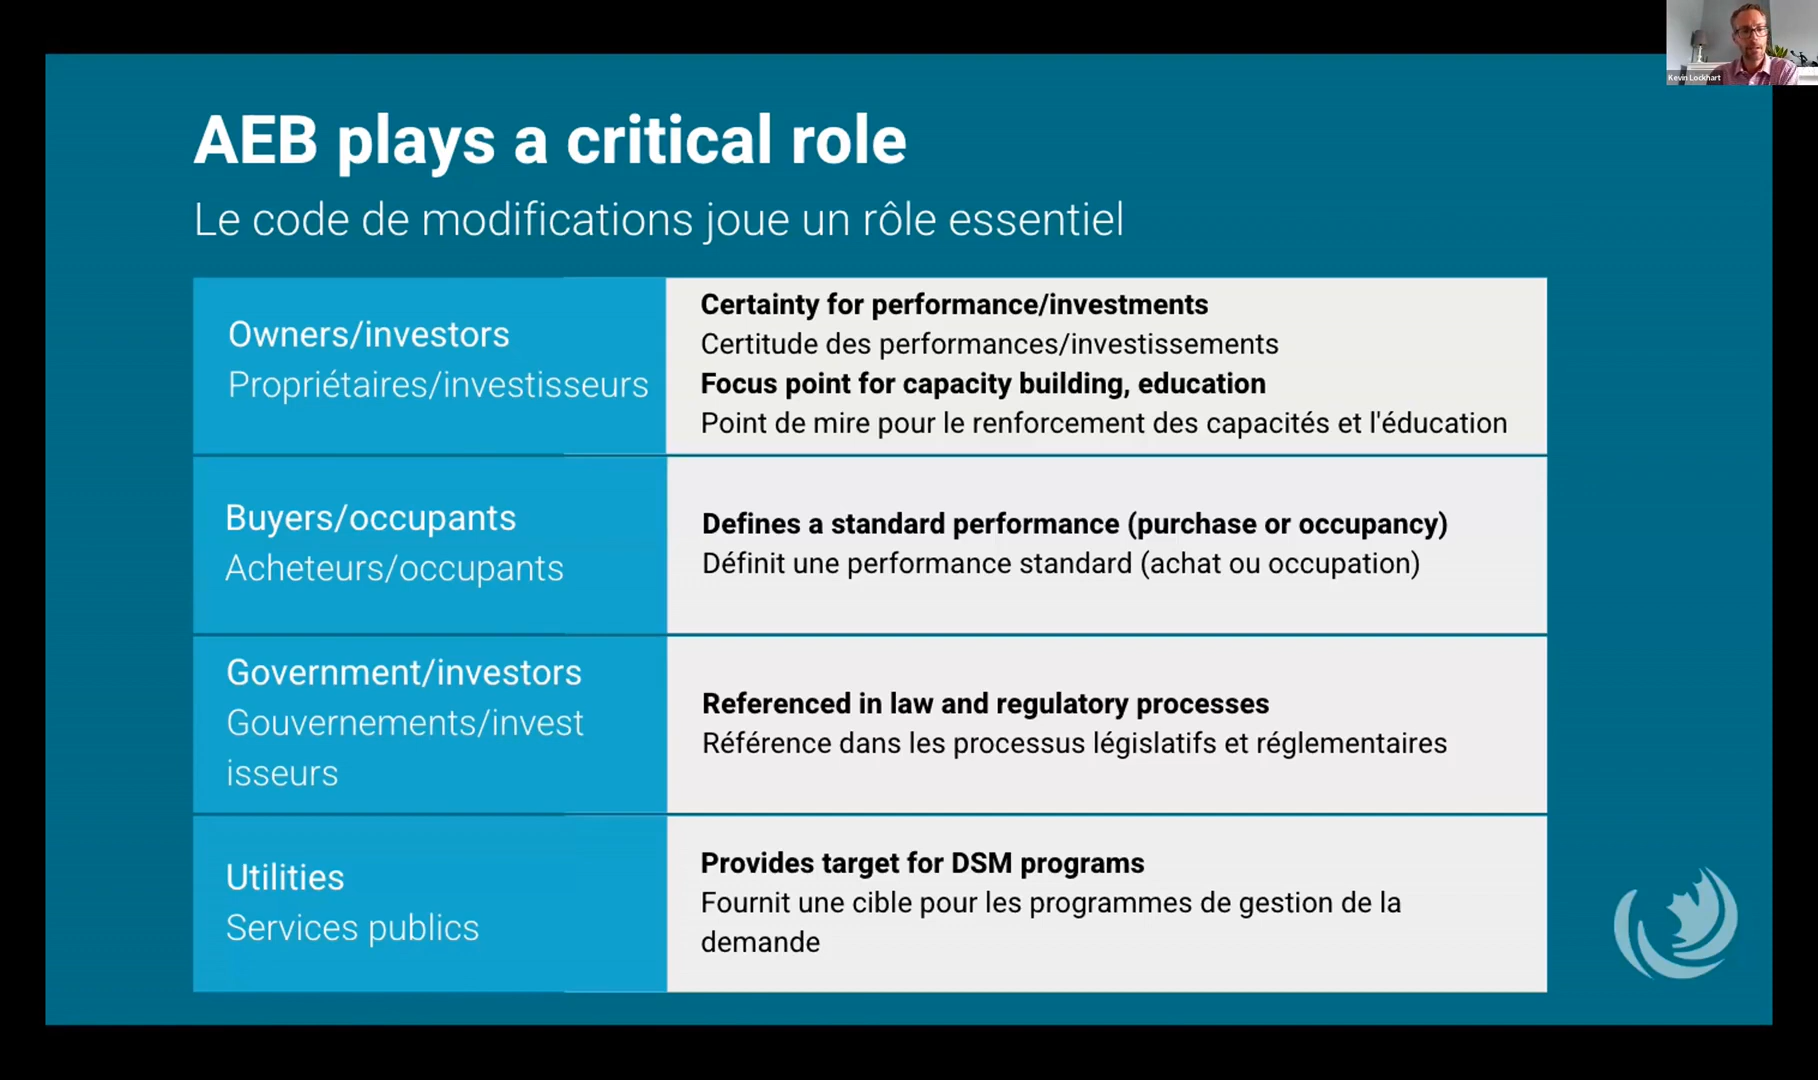 Kevin Lockhart
AEB plays a critical role
Le code de modifications joue un rôle essentiel
Owners/investors
Propriétaires/investisseurs
Certainty for performance/investments
Certitude des performances/investissements
Focus point for capacity building, education
Point de mire pour le renforcement des capacités et l'éducation
Buyers/occupants
Acheteurs/occupants
Defines a standard performance (purchase or occupancy)
Définit une performance standard (achat ou occupation)
Government/investors
Gouvernements/invest
isseurs
Referenced in law and regulatory processes
Référence dans les processus législatifs et réglementaires
Utilities
Services publics
Provides target for DSM programs
Fournit une cible pour les programmes de gestion de la
demande